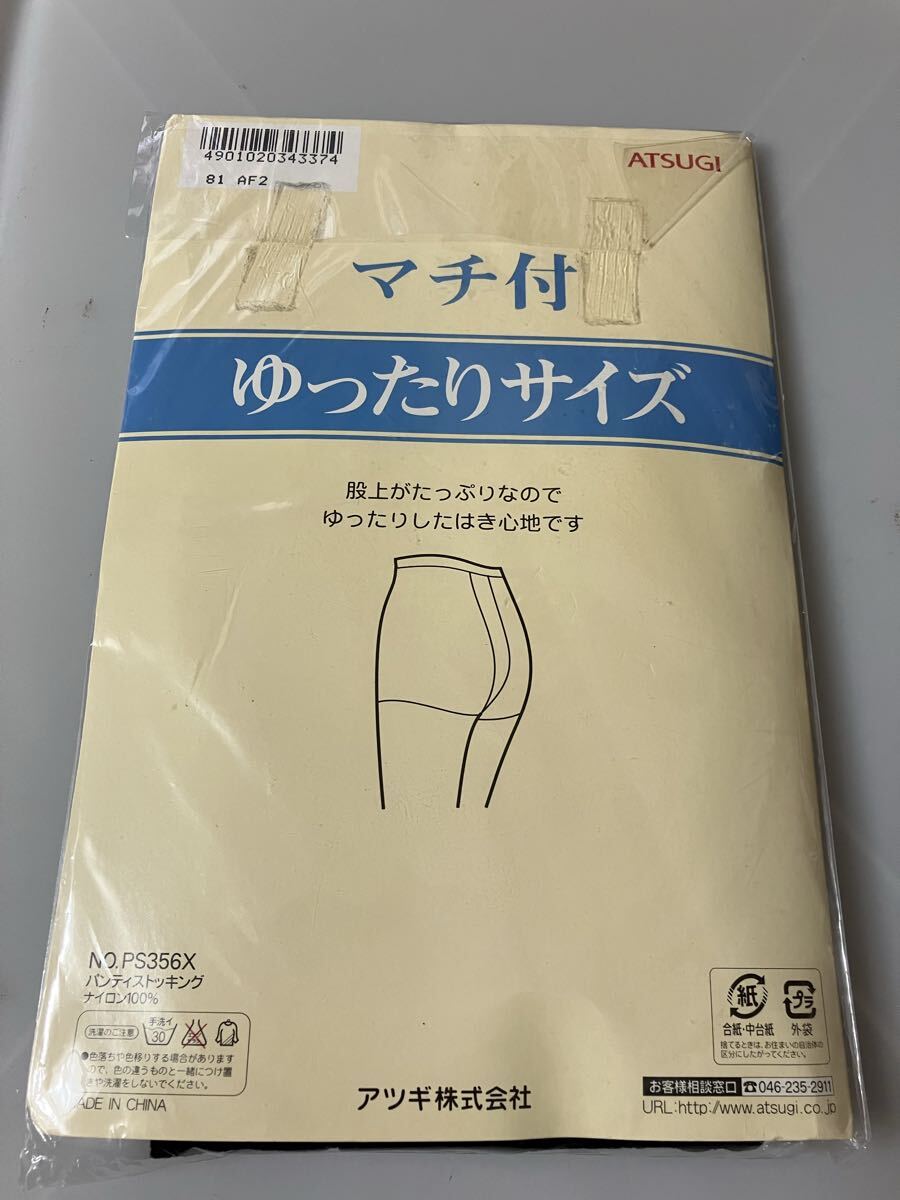 4901020343374
81 AF2
ATSUGI
マチ付
ゆったりサイズ
股上がたっぷりなので
ゆったりしたはき心地です
NO.PS356X
パンティストッキング
ナイロン100%
洗濯のご注意
手洗イ
30
●色落ちや色移りする場合があります
ので、色の違うものと一緒につけ置
きや洗濯をしないでください。
ADE IN CHINA
アツギ株式会社
紙
プラ
合紙・中台紙
外袋
捨てるときは、お住まいの自治体の
区分にしたがってください。
お客様相談窓口 ☎046-235-2911
URL:http://www.atsugi.co.jp